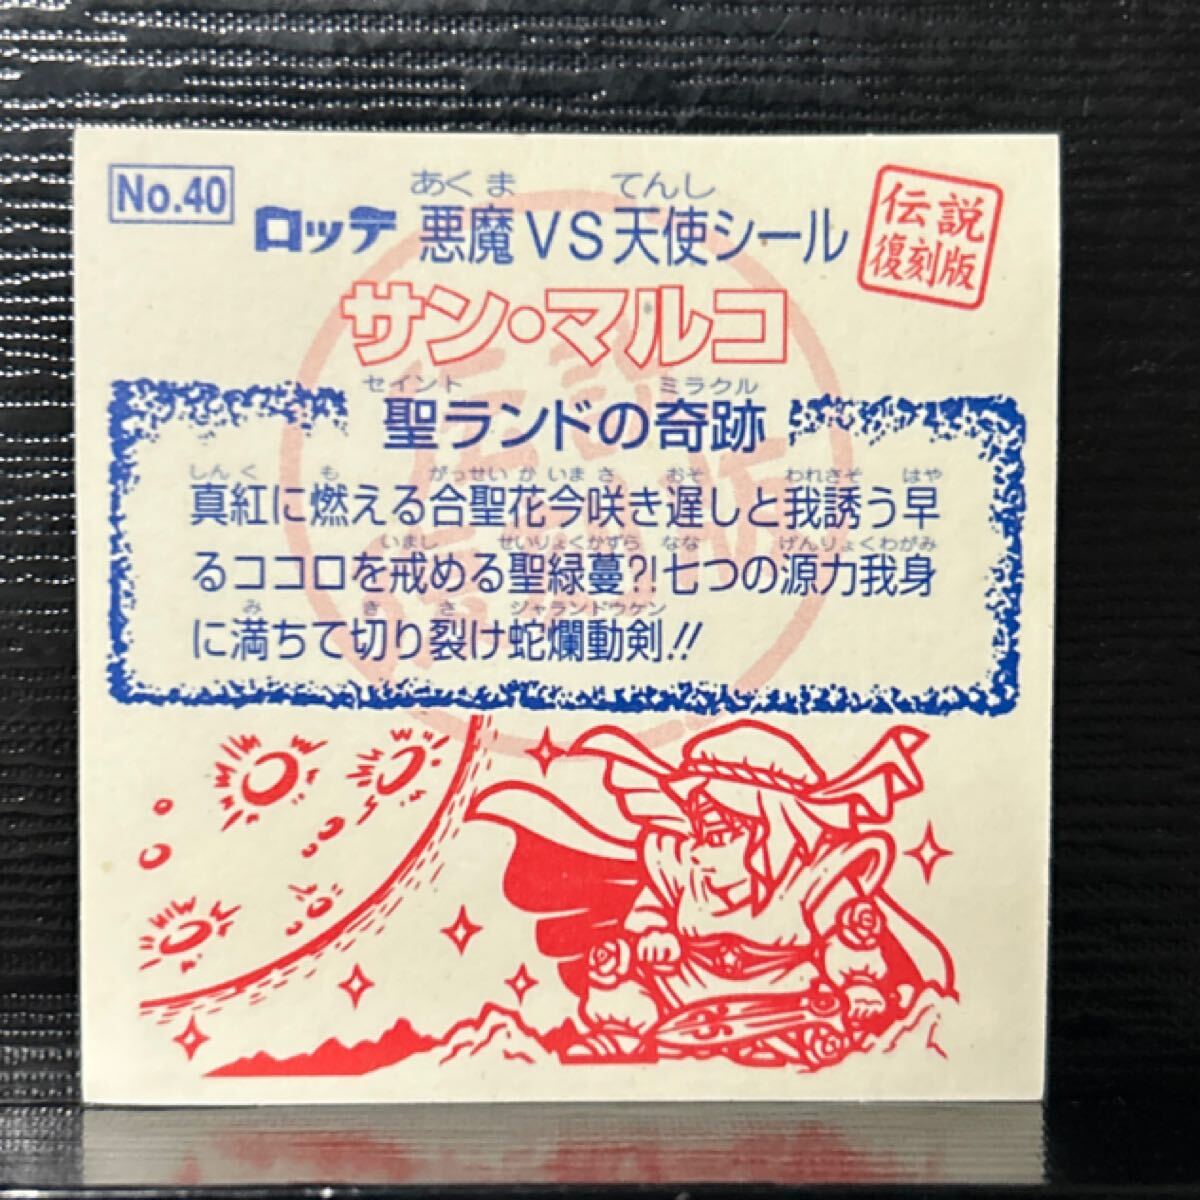 No.40
あくま てんし
ロッテ 悪魔VS天使シール
伝説
復刻版
サン・マルコ
セイント ミラクル
聖ランドの奇跡
しんく も がっせいか いま さ おそ われさそ はや
真紅に燃える合聖花今咲き遅しと我誘う早
いまし せいりょくかずら なな げんりょくわがみ
るココロを戒める聖緑蔓?!七つの源力我身
み き さ ジャランドウケン
に満ちて切り裂け蛇爛動剣!!